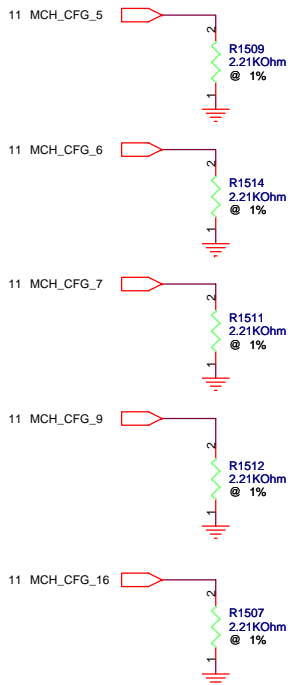 11 MCH_CFG_5
2
R1509
2.21KOhm
@ 1%
1
11 MCH_CFG_6
2
R1514
2.21KOhm
@ 1%
1
11 MCH_CFG_7
2
R1511
2.21KOhm
@ 1%
1
11 MCH_CFG_9
2
R1512
2.21KOhm
@ 1%
1
11 MCH_CFG_16
2
R1507
2.21KOhm
@ 1%
1